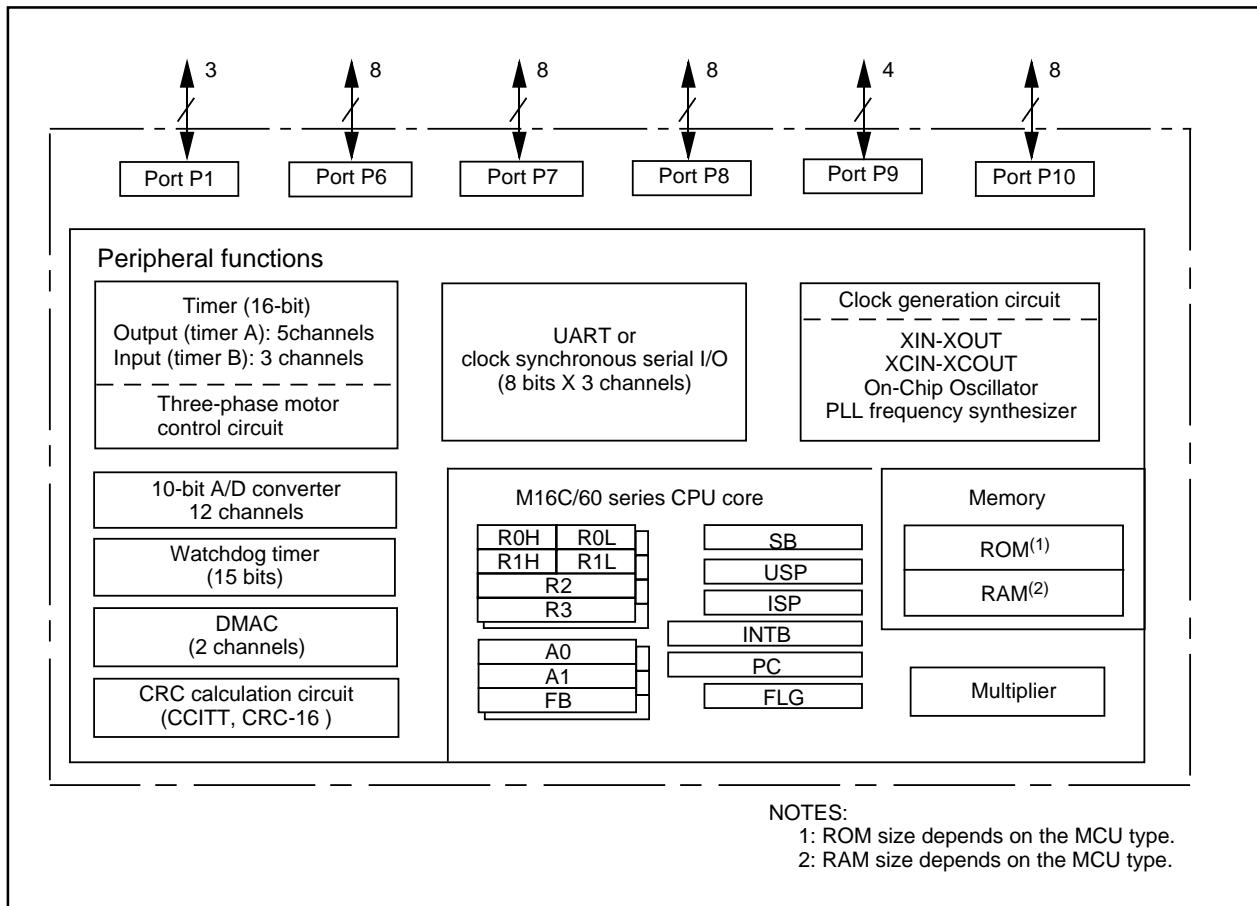 3
8
8
8
4
8
Port P1
Port P6
Port P7
Port P8
Port P9
Port P10
Peripheral functions
Timer (16-bit)
Output (timer A): 5channels
Input (timer B): 3 channels
Three-phase motor
control circuit
UART or
clock synchronous serial I/O
(8 bits X 3 channels)
Clock generation circuit
XIN-XOUT
XCIN-XCOUT
On-Chip Oscillator
PLL frequency synthesizer
10-bit A/D converter
12 channels
Watchdog timer
(15 bits)
DMAC
(2 channels)
CRC calculation circuit
(CCITT, CRC-16 )
M16C/60 series CPU core
R0H
R0L
R1H
R1L
R2
R3
A0
A1
FB
SB
USP
ISP
INTB
PC
FLG
Memory
ROM(1)
RAM(2)
Multiplier
NOTES:
1: ROM size depends on the MCU type.
2: RAM size depends on the MCU type.